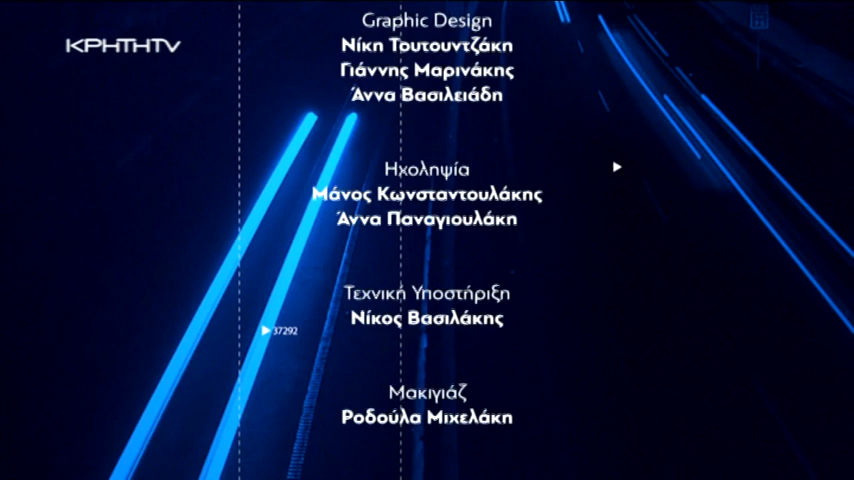 Graphic Design
ΚΡΗΤΗTV
Νίκη Τουτουντζάκη
Γιάννης Μαρινάκης
Άννα Βασιλειάδη
Ηχοληψία
Μάνος Κωνσταντουλάκης
Άννα Παναγιουλάκη
Τεχνική Υποστήριξη
Νίκος Βασιλάκης
37292
Μακιγιάζ
Ροδούλα Μιχελάκη